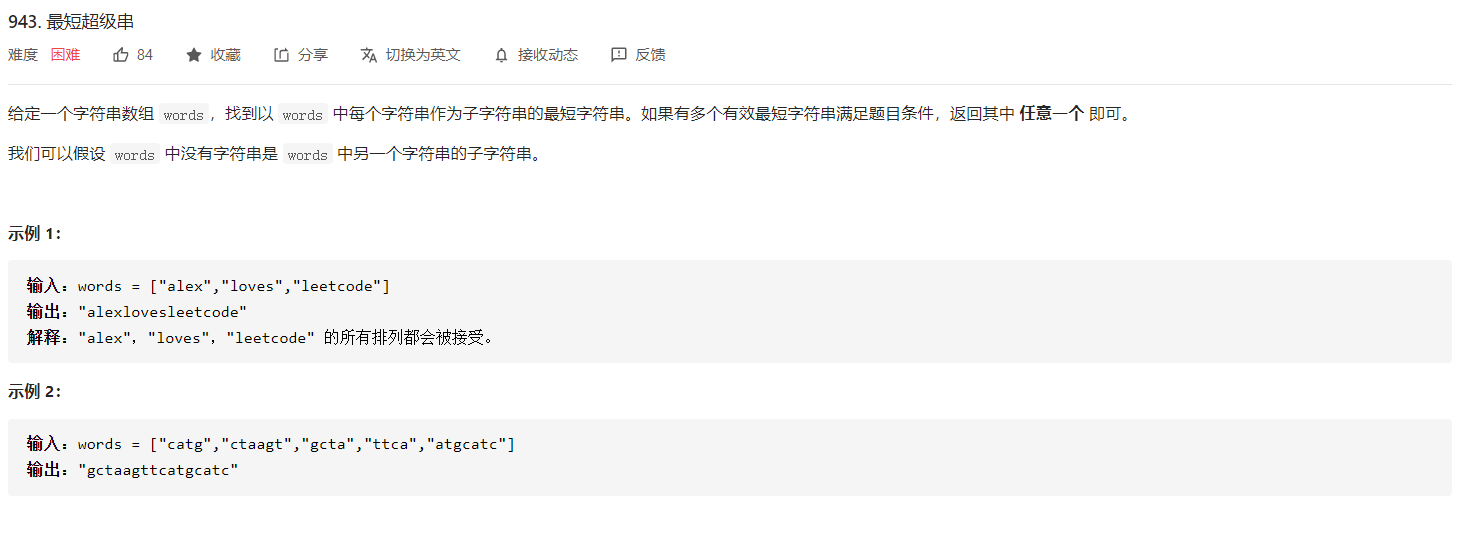 943. 最短超级串
难度 困难 84 收藏 分享 切换为英文 接收动态 反馈
给定一个字符串数组 words ，找到以 words 中每个字符串作为子字符串的最短字符串。如果有多个有效最短字符串满足题目条件，返回其中 任意一个 即可。
我们可以假设 words 中没有字符串是 words 中另一个字符串的子字符串。
示例 1：
输入：words = ["alex","loves","leetcode"]
输出："alexlovesleetcode"
解释："alex"，"loves"，"leetcode" 的所有排列都会被接受。
示例 2：
输入：words = ["catg","ctaagt","gcta","ttca","atgcatc"]
输出："gctaagttcatgcatc"